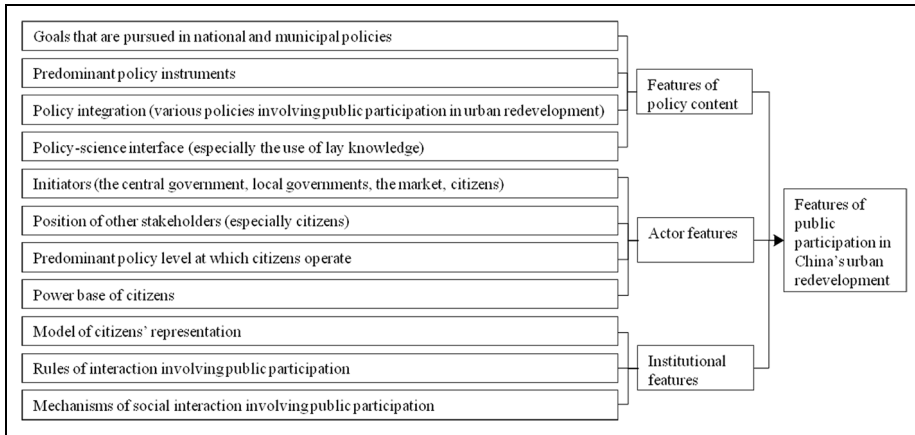 Goals that are pursued in national and municipal policies
Predominant policy instruments
Policy integration (various policies involving public participation in urban redevelopment)
Policy-science interface (especially the use of lay knowledge)
Features of
policy content
Initiators (the central government, local governments, the market, citizens)
Position of other stakeholders (especially citizens)
Predominant policy level at which citizens operate
Power base of citizens
Actor features
Model of citizens’ representation
Rules of interaction involving public participation
Mechanisms of social interaction involving public participation
Institutional
features
Features of
public
participation in
China’s urban
redevelopment